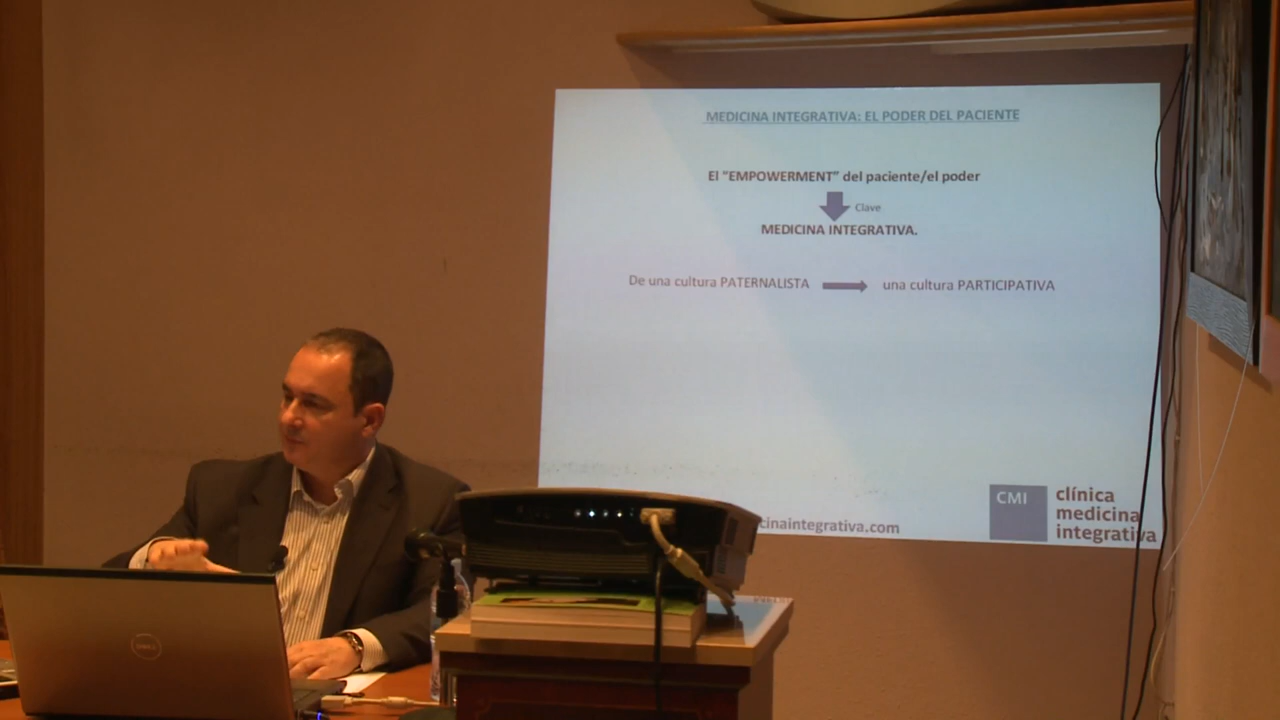 MEDICINA INTEGRATIVA: EL PODER DEL PACIENTE
El "EMPOWERMENT" del paciente/el poder
Clave
MEDICINA INTEGRATIVA.
De una cultura PATERNALISTA una cultura PARTICIPATIVA
cinaintegrativa.com
CMI
clínica
medicina
integrativa
DELL